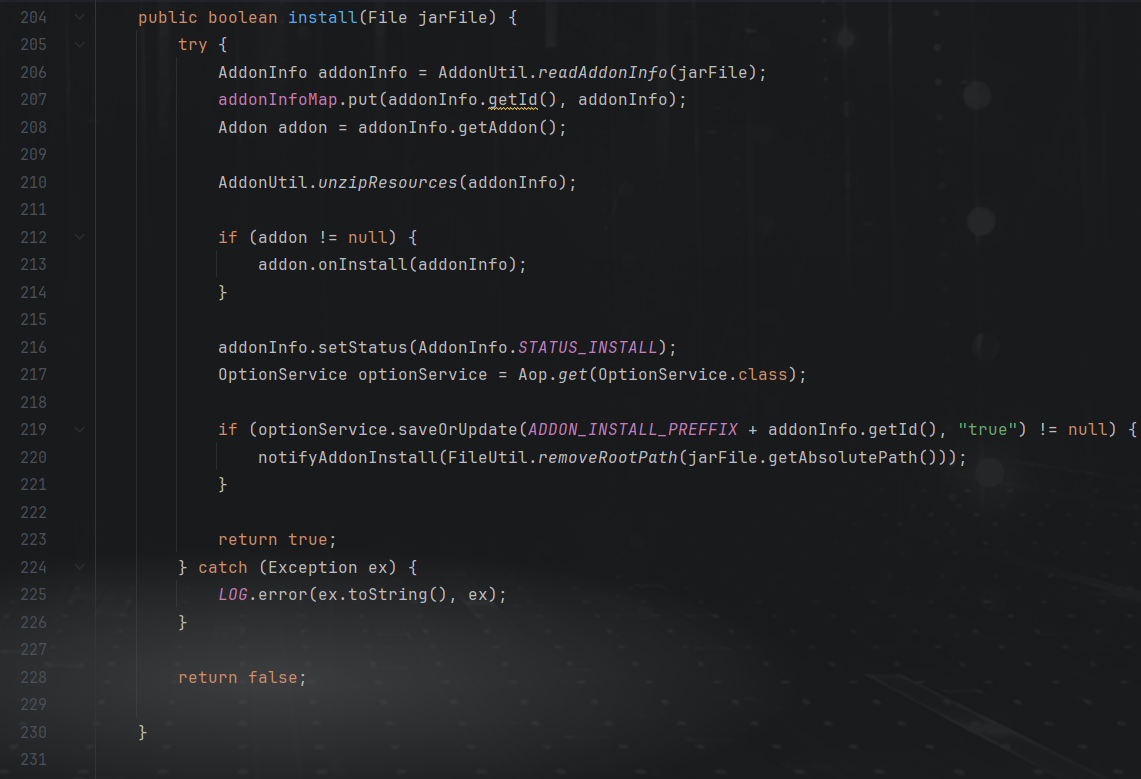 204 public boolean install(File jarFile) {
205 try {
206 AddonInfo addonInfo = AddonUtil.readAddonInfo(jarFile);
207 addonInfoMap.put(addonInfo.getId(), addonInfo);
208 Addon addon = addonInfo.getAddon();
209
210 AddonUtil.unzipResources(addonInfo);
211
212 if (addon != null) {
213 addon.onInstall(addonInfo);
214 }
215
216 addonInfo.setStatus(AddonInfo.STATUS_INSTALL);
217 OptionService optionService = Aop.get(OptionService.class);
218
219 if (optionService.saveOrUpdate(ADDON_INSTALL_PREFFIX + addonInfo.getId(), "true") != null) {
220 notifyAddonInstall(FileUtil.removeRootPath(jarFile.getAbsolutePath()));
221 }
222
223 return true;
224 } catch (Exception ex) {
225 LOG.error(ex.toString(), ex);
226 }
227
228 return false;
229
230 }
231